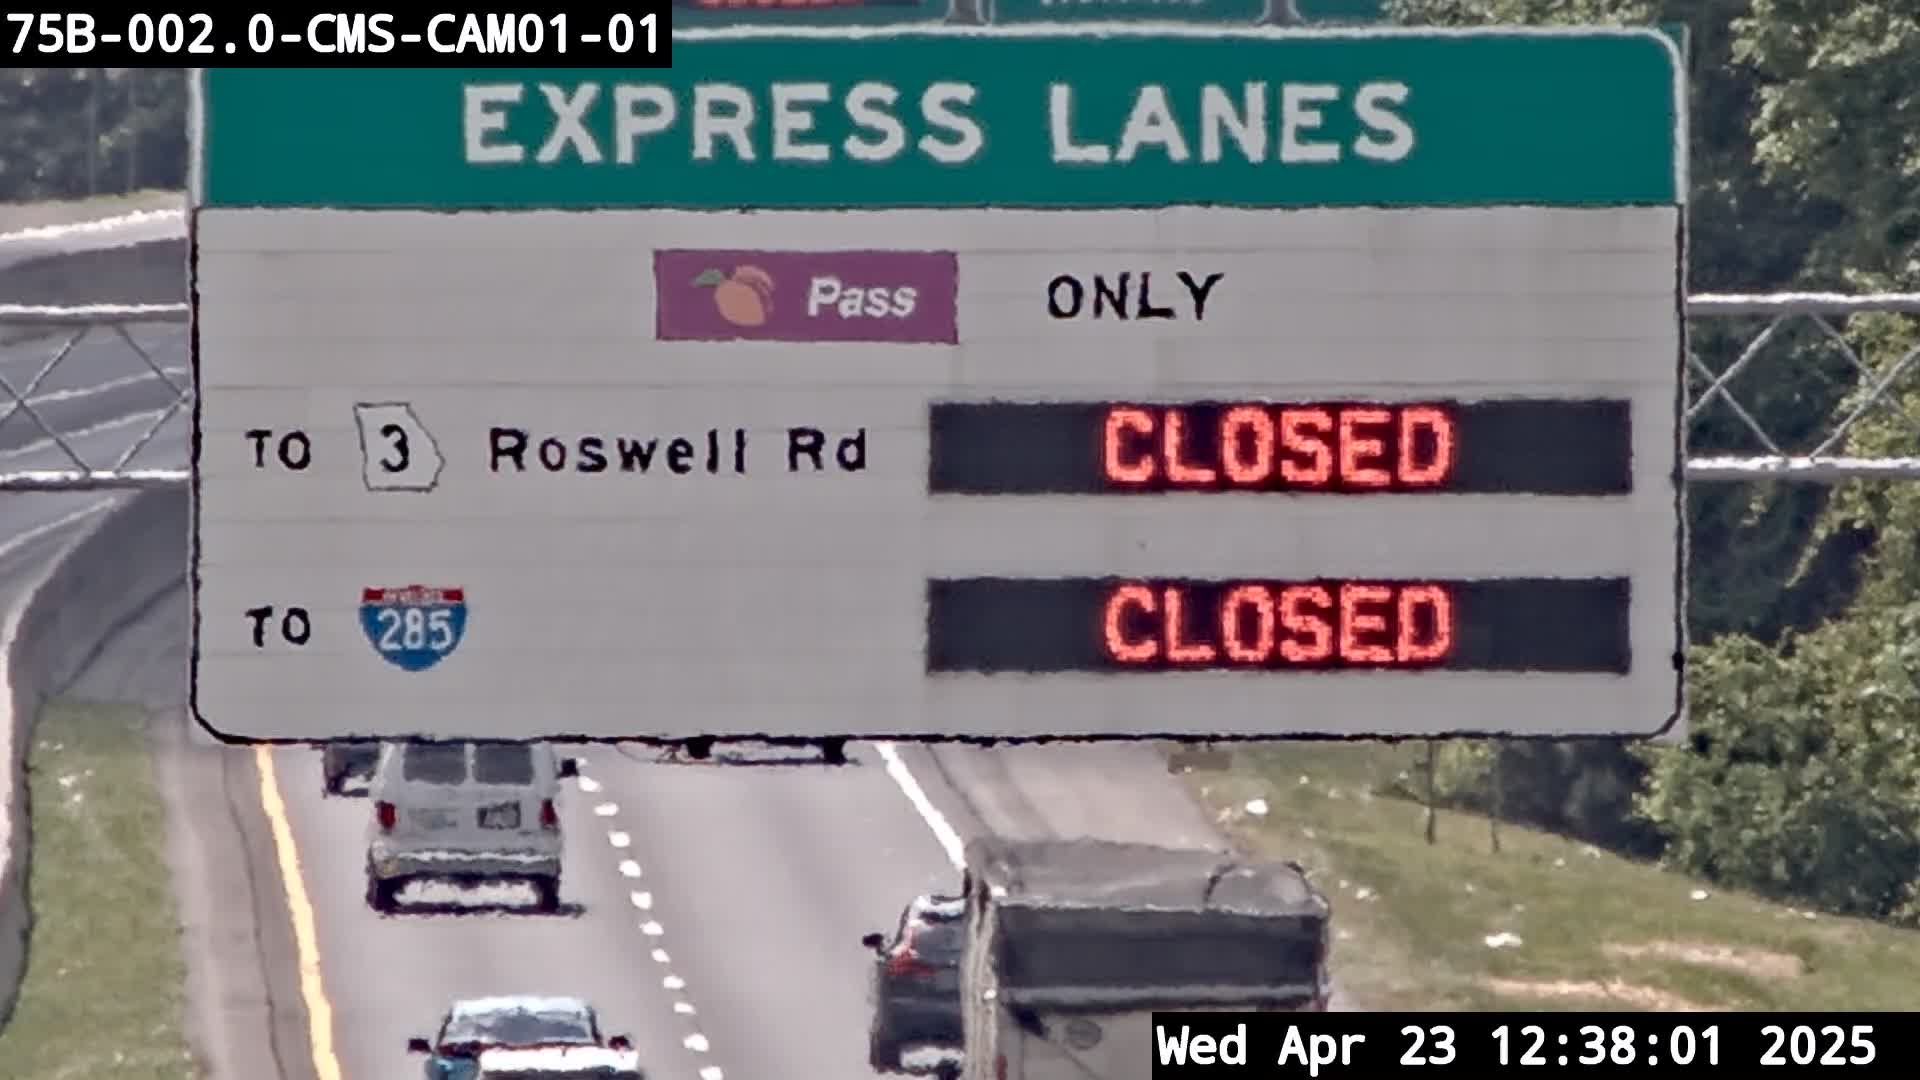 75B-002.0-CMS-CAM01-01
EXPRESS LANES
Pass ONLY
TO 3 Roswell Rd CLOSED
TO 285 CLOSED
Wed Apr 23 12:38:01 2025